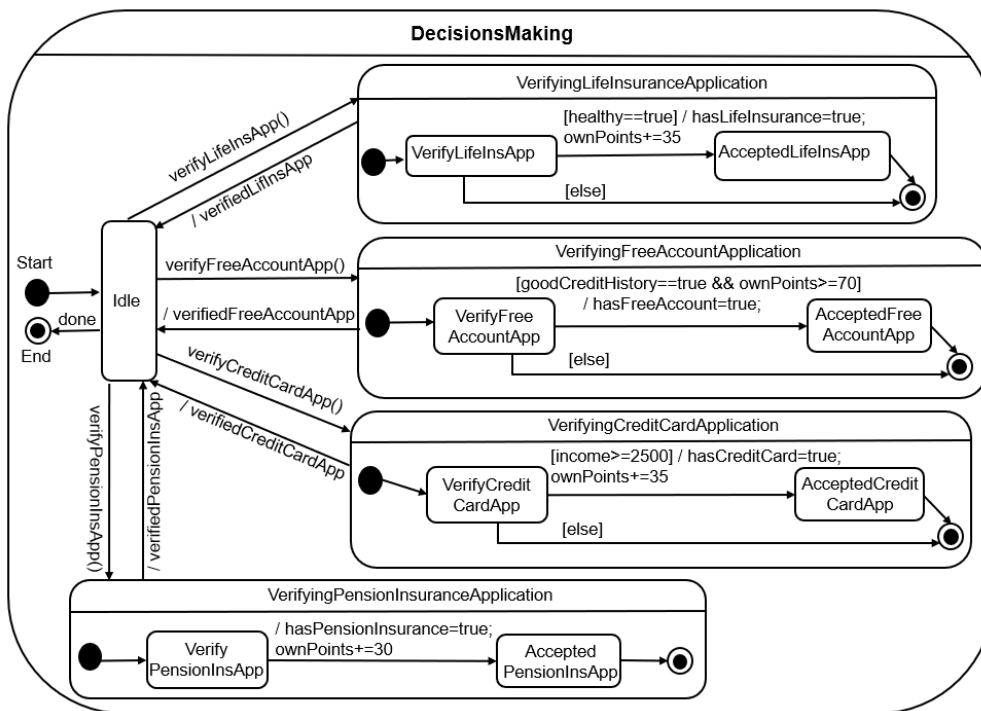 DecisionsMaking
VerifyingLifeInsuranceApplication
[healthy==true] / hasLifeInsurance=true;
ownPoints+=35
VerifyLifeInsApp
AcceptedLifeInsApp
[else]
verifyLifeInsApp()
/ verifiedLifInsApp
VerifyingFreeAccountApplication
verifyFreeAccountApp()
[goodCreditHistory==true && ownPoints>=70]
/ hasFreeAccount=true;
Start
Idle
/ verifiedFreeAccountApp
VerifyFree
AccountApp
AcceptedFree
AccountApp
done
End
[else]
verifyCreditCardApp()
/ verifiedCreditCardApp
VerifyingCreditCardApplication
[income>=2500] / hasCreditCard=true;
ownPoints+=35
VerifyCredit
CardApp
AcceptedCredit
CardApp
[else]
verifyPensionInsApp()
/ verifiedPensionInsApp
VerifyingPensionInsuranceApplication
/ hasPensionInsurance=true;
ownPoints+=30
Verify
PensionInsApp
Accepted
PensionInsApp